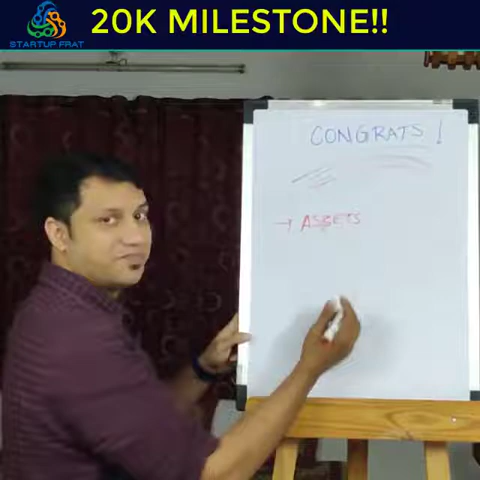 20K MILESTONE!!
STARTUP FRAT
CONGRATS !
→ ASSETS